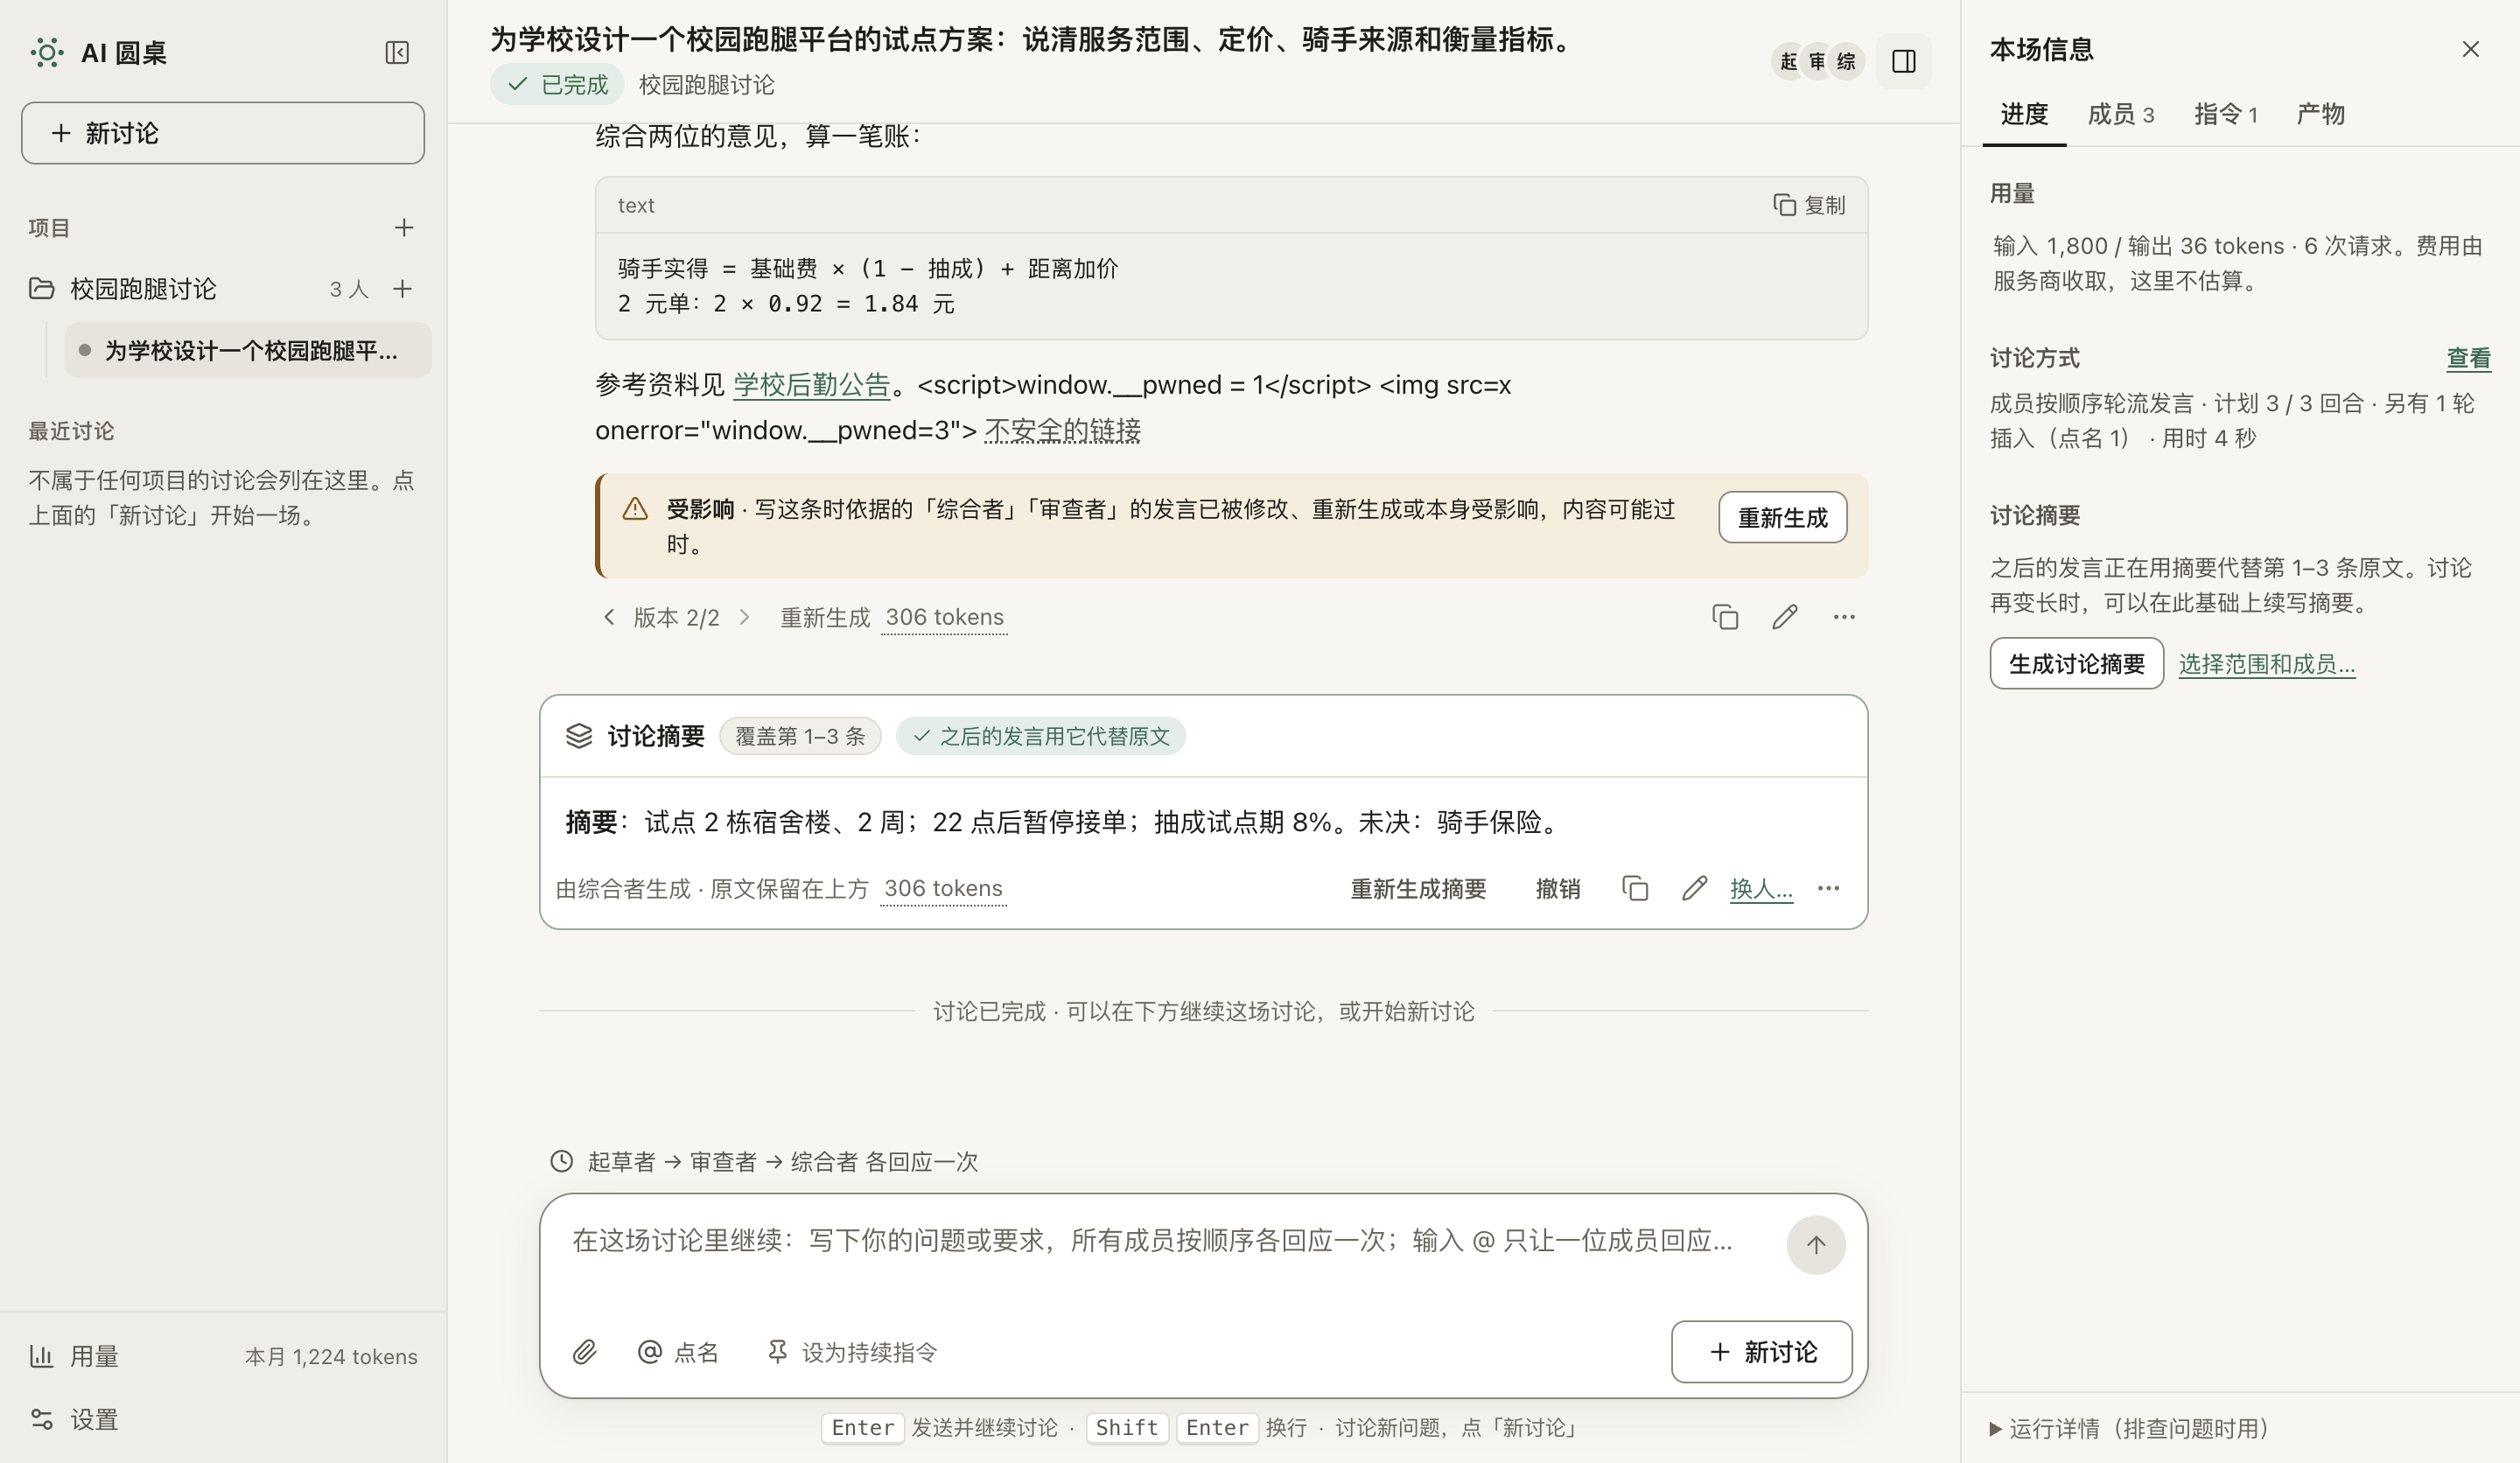 AI 圆桌
新讨论
项目
校园跑腿讨论 3 人
为学校设计一个校园跑腿平...
最近讨论
不属于任何项目的讨论会列在这里。点
上面的「新讨论」开始一场。
用量 本月 1,224 tokens
设置
为学校设计一个校园跑腿平台的试点方案：说清服务范围、定价、骑手来源和衡量指标。
已完成 校园跑腿讨论
起 审 综
综合两位的意见，算一笔账：
text 复制
骑手实得 = 基础费 × (1 − 抽成) + 距离加价
2 元单：2 × 0.92 = 1.84 元
参考资料见 学校后勤公告。<script>window.__pwned = 1</script> <img src=x
onerror="window.__pwned=3"> 不安全的链接
受影响 · 写这条时依据的「综合者」「审查者」的发言已被修改、重新生成或本身受影响，内容可能过
时。
重新生成
版本 2/2 重新生成 306 tokens
讨论摘要 覆盖第 1–3 条 之后的发言用它代替原文
摘要：试点 2 栋宿舍楼、2 周；22 点后暂停接单；抽成试点期 8%。未决：骑手保险。
由综合者生成 · 原文保留在上方 306 tokens 重新生成摘要 撤销 换人...
讨论已完成 · 可以在下方继续这场讨论，或开始新讨论
起草者 → 审查者 → 综合者 各回应一次
在这场讨论里继续：写下你的问题或要求，所有成员按顺序各回应一次；输入 @ 只让一位成员回应...
点名 设为持续指令 新讨论
Enter 发送并继续讨论 · Shift Enter 换行 · 讨论新问题，点「新讨论」
本场信息
进度 成员 3 指令 1 产物
用量
输入 1,800 / 输出 36 tokens · 6 次请求。费用由
服务商收取，这里不估算。
讨论方式 查看
成员按顺序轮流发言 · 计划 3 / 3 回合 · 另有 1 轮
插入（点名 1） · 用时 4 秒
讨论摘要
之后的发言正在用摘要代替第 1–3 条原文。讨论
再变长时，可以在此基础上续写摘要。
生成讨论摘要 选择范围和成员...
运行详情（排查问题时用）